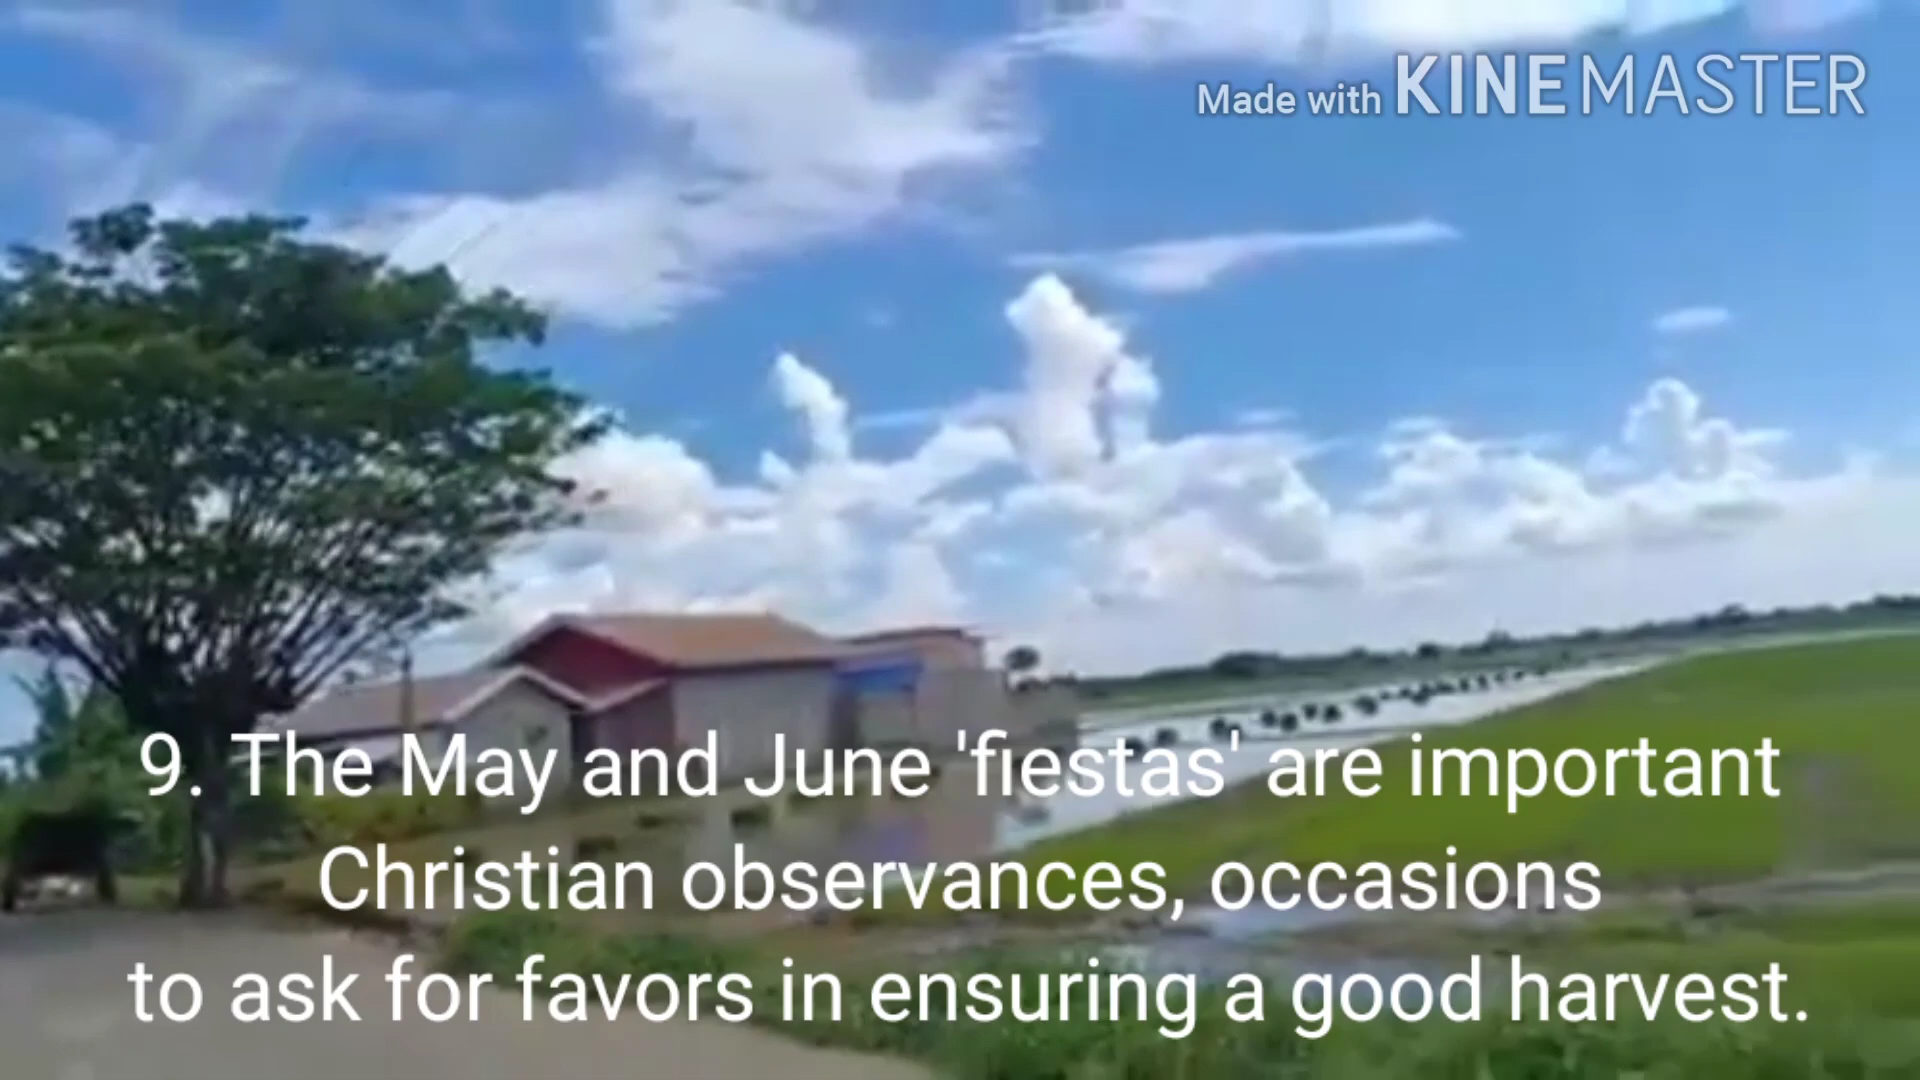 Made with KINEMASTER
9. The May and June 'fiestas' are important
Christian observances, occasions
to ask for favors in ensuring a good harvest.